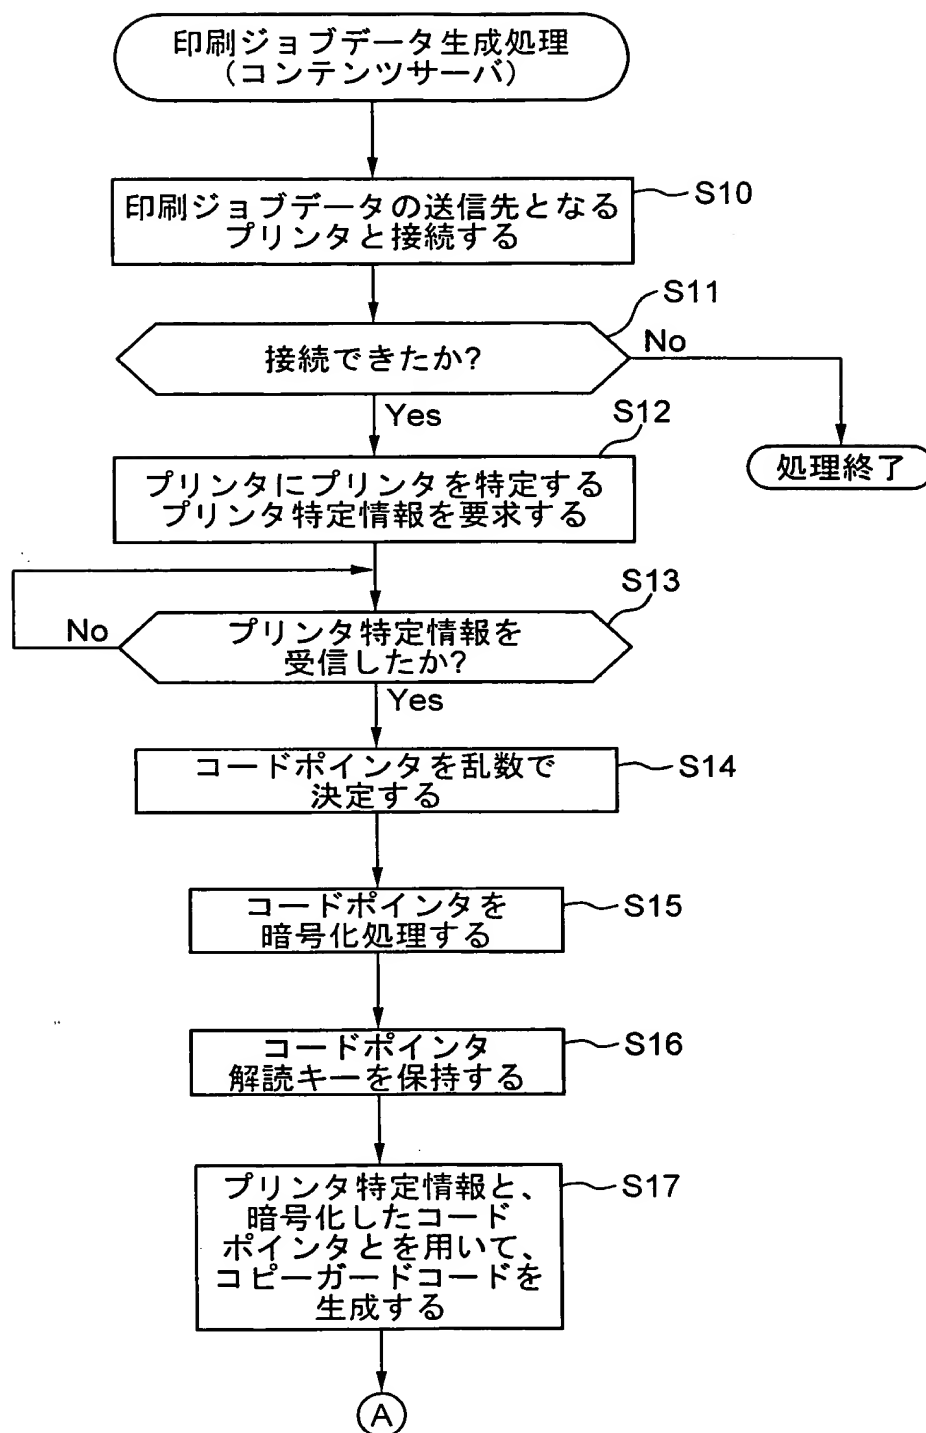 印刷ジョブデータ生成処理
(コンテンツサーバ)
S10
印刷ジョブデータの送信先となる
プリンタと接続する
S11
接続できたか?
No
Yes
S12
処理終了
プリンタにプリンタを特定する
プリンタ特定情報を要求する
S13
No
プリンタ特定情報を
受信したか?
Yes
コードポインタを乱数で
決定する
S14
コードポインタを
暗号化処理する
S15
コードポインタ
解読キーを保持する
S16
プリンタ特定情報と、
暗号化したコード
ポインタとを用いて、
コピーガードコードを
生成する
S17
A